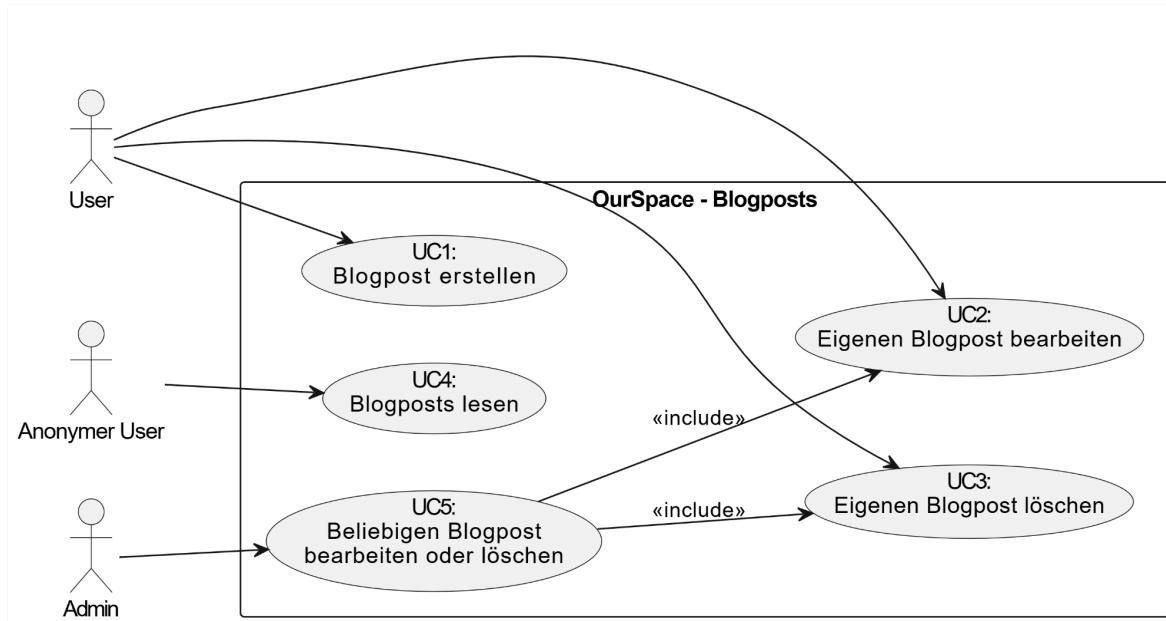 User
OurSpace - Blogposts
UC1:
Blogpost erstellen
UC2:
Eigenen Blogpost bearbeiten
Anonymer User
UC4:
Blogposts lesen
«include»
UC3:
Eigenen Blogpost löschen
«include»
UC5:
Beliebigen Blogpost
bearbeiten oder löschen
Admin